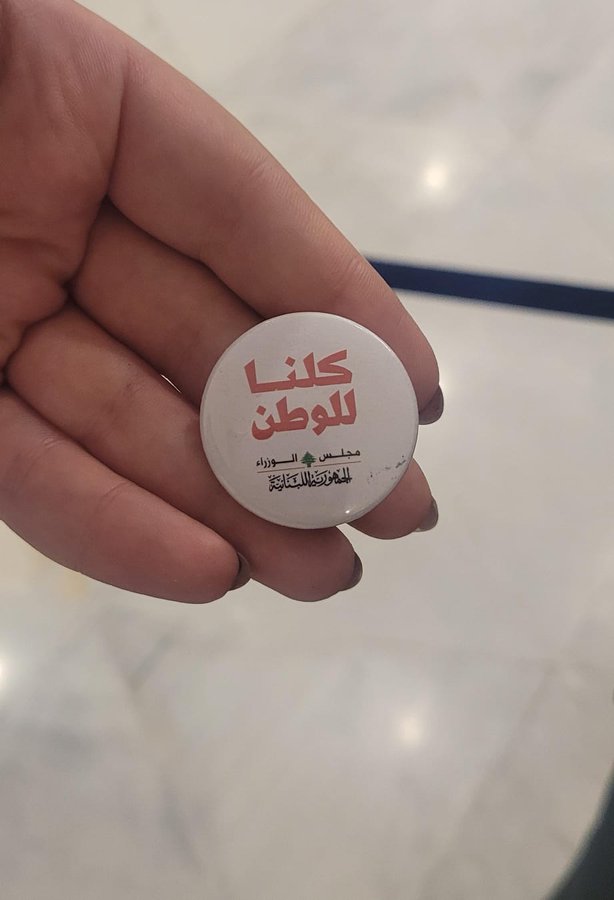 كلنا
للوطن
مجلس الوزراء
الجمهورية اللبنانية